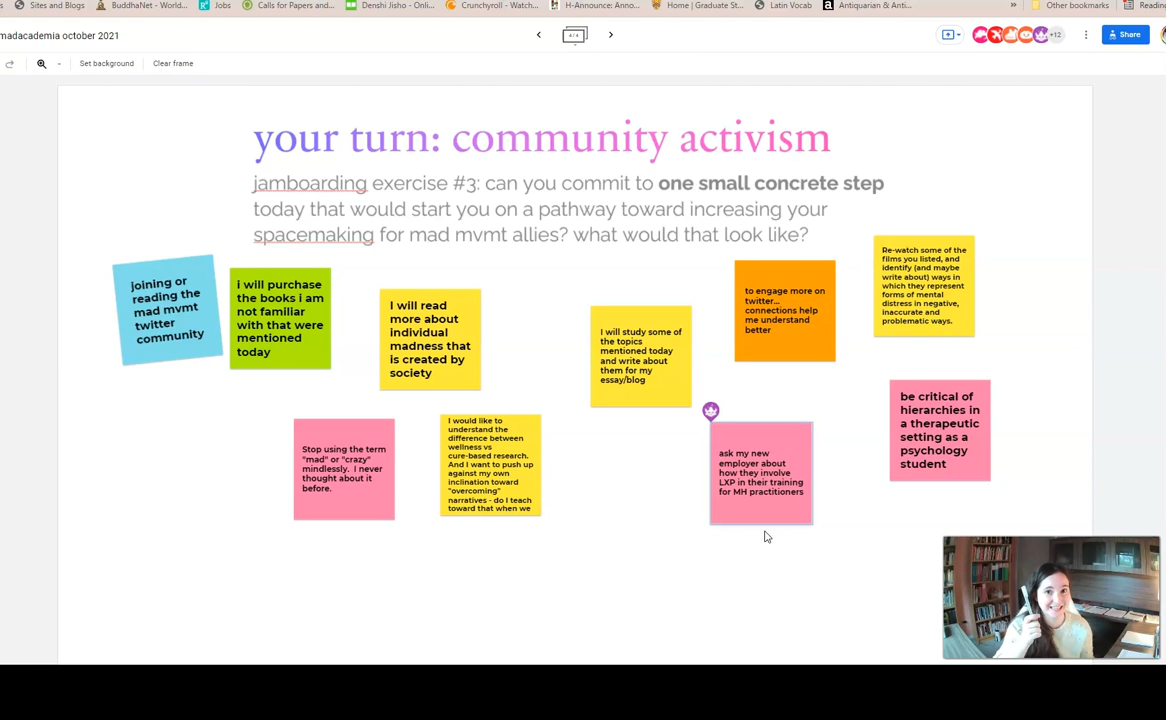 Sites and Blogs
BuddhaNet - World...
Jobs
Calls for Papers and...
Denshi Jisho - Onli...
Crunchyroll - Watch...
H-Announce: Anno...
Home | Graduate St...
Latin Vocab
Antiquarian & Anti...
»
Other bookmarks
madacademia october 2021
+12
Share
Set background
Clear frame
your turn: community activism
jamboarding exercise #3: can you commit to one small concrete step
today that would start you on a pathway toward increasing your
spacemaking for mad mvmt allies? what would that look like?
joining or
reading the
mad mvmt
twitter
community
i will purchase
the books i am
not familiar
with that were
mentioned
today
I will read
more about
individual
madness that
is created by
society
I will study some of
the topics
mentioned today
and write about
them for my
essay/blog
to engage more on
twitter...
connections help
me understand
better
Re-watch some of the
films you listed, and
identify (and maybe
write about) ways in
which they represent
forms of mental
distress in negative,
inaccurate and
problematic ways.
Stop using the term
"mad" or "crazy"
mindlessly. I never
thought about it
before.
I would like to
understand the
difference between
wellness vs
cure-based research.
And I want to push up
against my own
inclination toward
"overcoming"
narratives - do I teach
toward that when we
ask my new
employer about
how they involve
LXP in their training
for MH practitioners
be critical of
hierarchies in
a therapeutic
setting as a
psychology
student